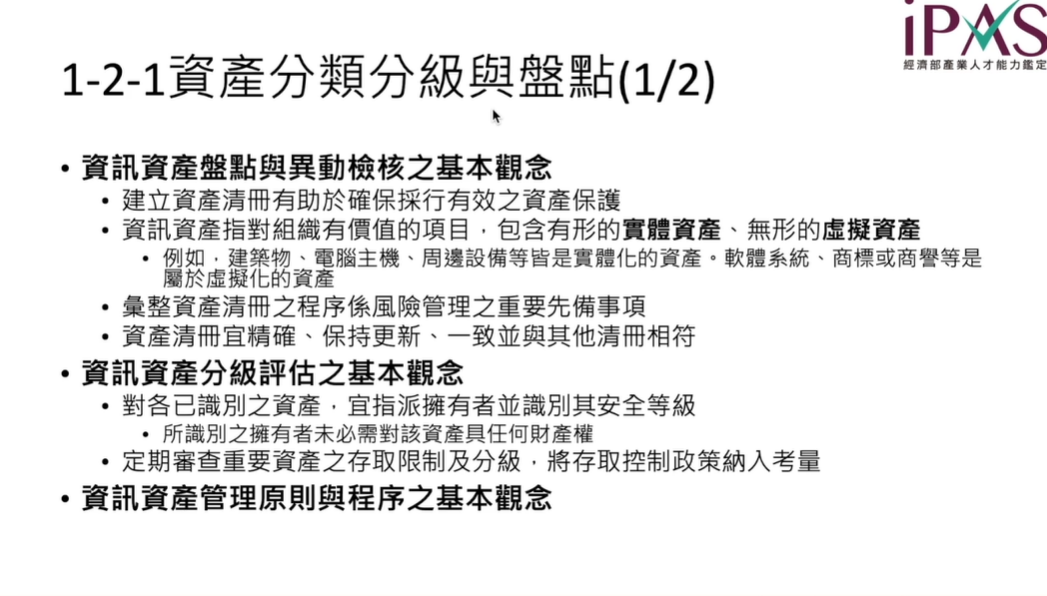 iPAS
經濟部產業人才能力鑑定
1-2-1資產分類分級與盤點(1/2)
• 資訊資產盤點與異動檢核之基本觀念
• 建立資產清冊有助於確保採行有效之資產保護
• 資訊資產指對組織有價值的項目，包含有形的實體資產、無形的虛擬資產
• 例如，建築物、電腦主機、周邊設備等皆是實體化的資產。軟體系統、商標或商譽等是
屬於虛擬化的資產
• 彙整資產清冊之程序係風險管理之重要先備事項
• 資產清冊宜精確、保持更新、一致並與其他清冊相符
• 資訊資產分級評估之基本觀念
• 對各已識別之資產，宜指派擁有者並識別其安全等級
• 所識別之擁有者未必需對該資產具任何財產權
• 定期審查重要資產之存取限制及分級，將存取控制政策納入考量
• 資訊資產管理原則與程序之基本觀念